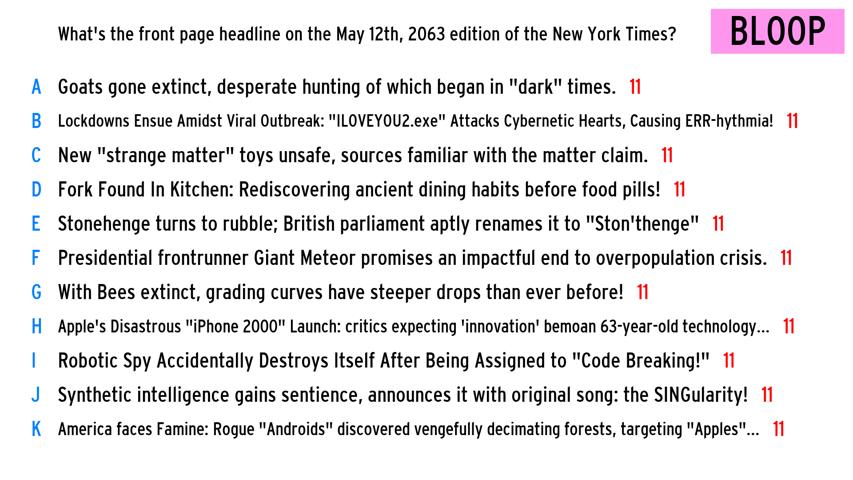 What's the front page headline on the May 12th, 2063 edition of the New York Times?
BLOOP
A Goats gone extinct, desperate hunting of which began in "dark" times. 11
B Lockdowns Ensue Amidst Viral Outbreak: "ILOVEYOU2.exe" Attacks Cybernetic Hearts, Causing ERR-hythmia! 11
C New "strange matter" toys unsafe, sources familiar with the matter claim. 11
D Fork Found In Kitchen: Rediscovering ancient dining habits before food pills! 11
E Stonehenge turns to rubble; British parliament aptly renames it to "Ston'thenge" 11
F Presidential frontrunner Giant Meteor promises an impactful end to overpopulation crisis. 11
G With Bees extinct, grading curves have steeper drops than ever before! 11
H Apple's Disastrous "iPhone 2000" Launch: critics expecting 'innovation' bemoan 63-year-old technology... 11
I Robotic Spy Accidentally Destroys Itself After Being Assigned to "Code Breaking!" 11
J Synthetic intelligence gains sentience, announces it with original song: the SINGularity! 11
K America faces Famine: Rogue "Androids" discovered vengefully decimating forests, targeting "Apples"... 11